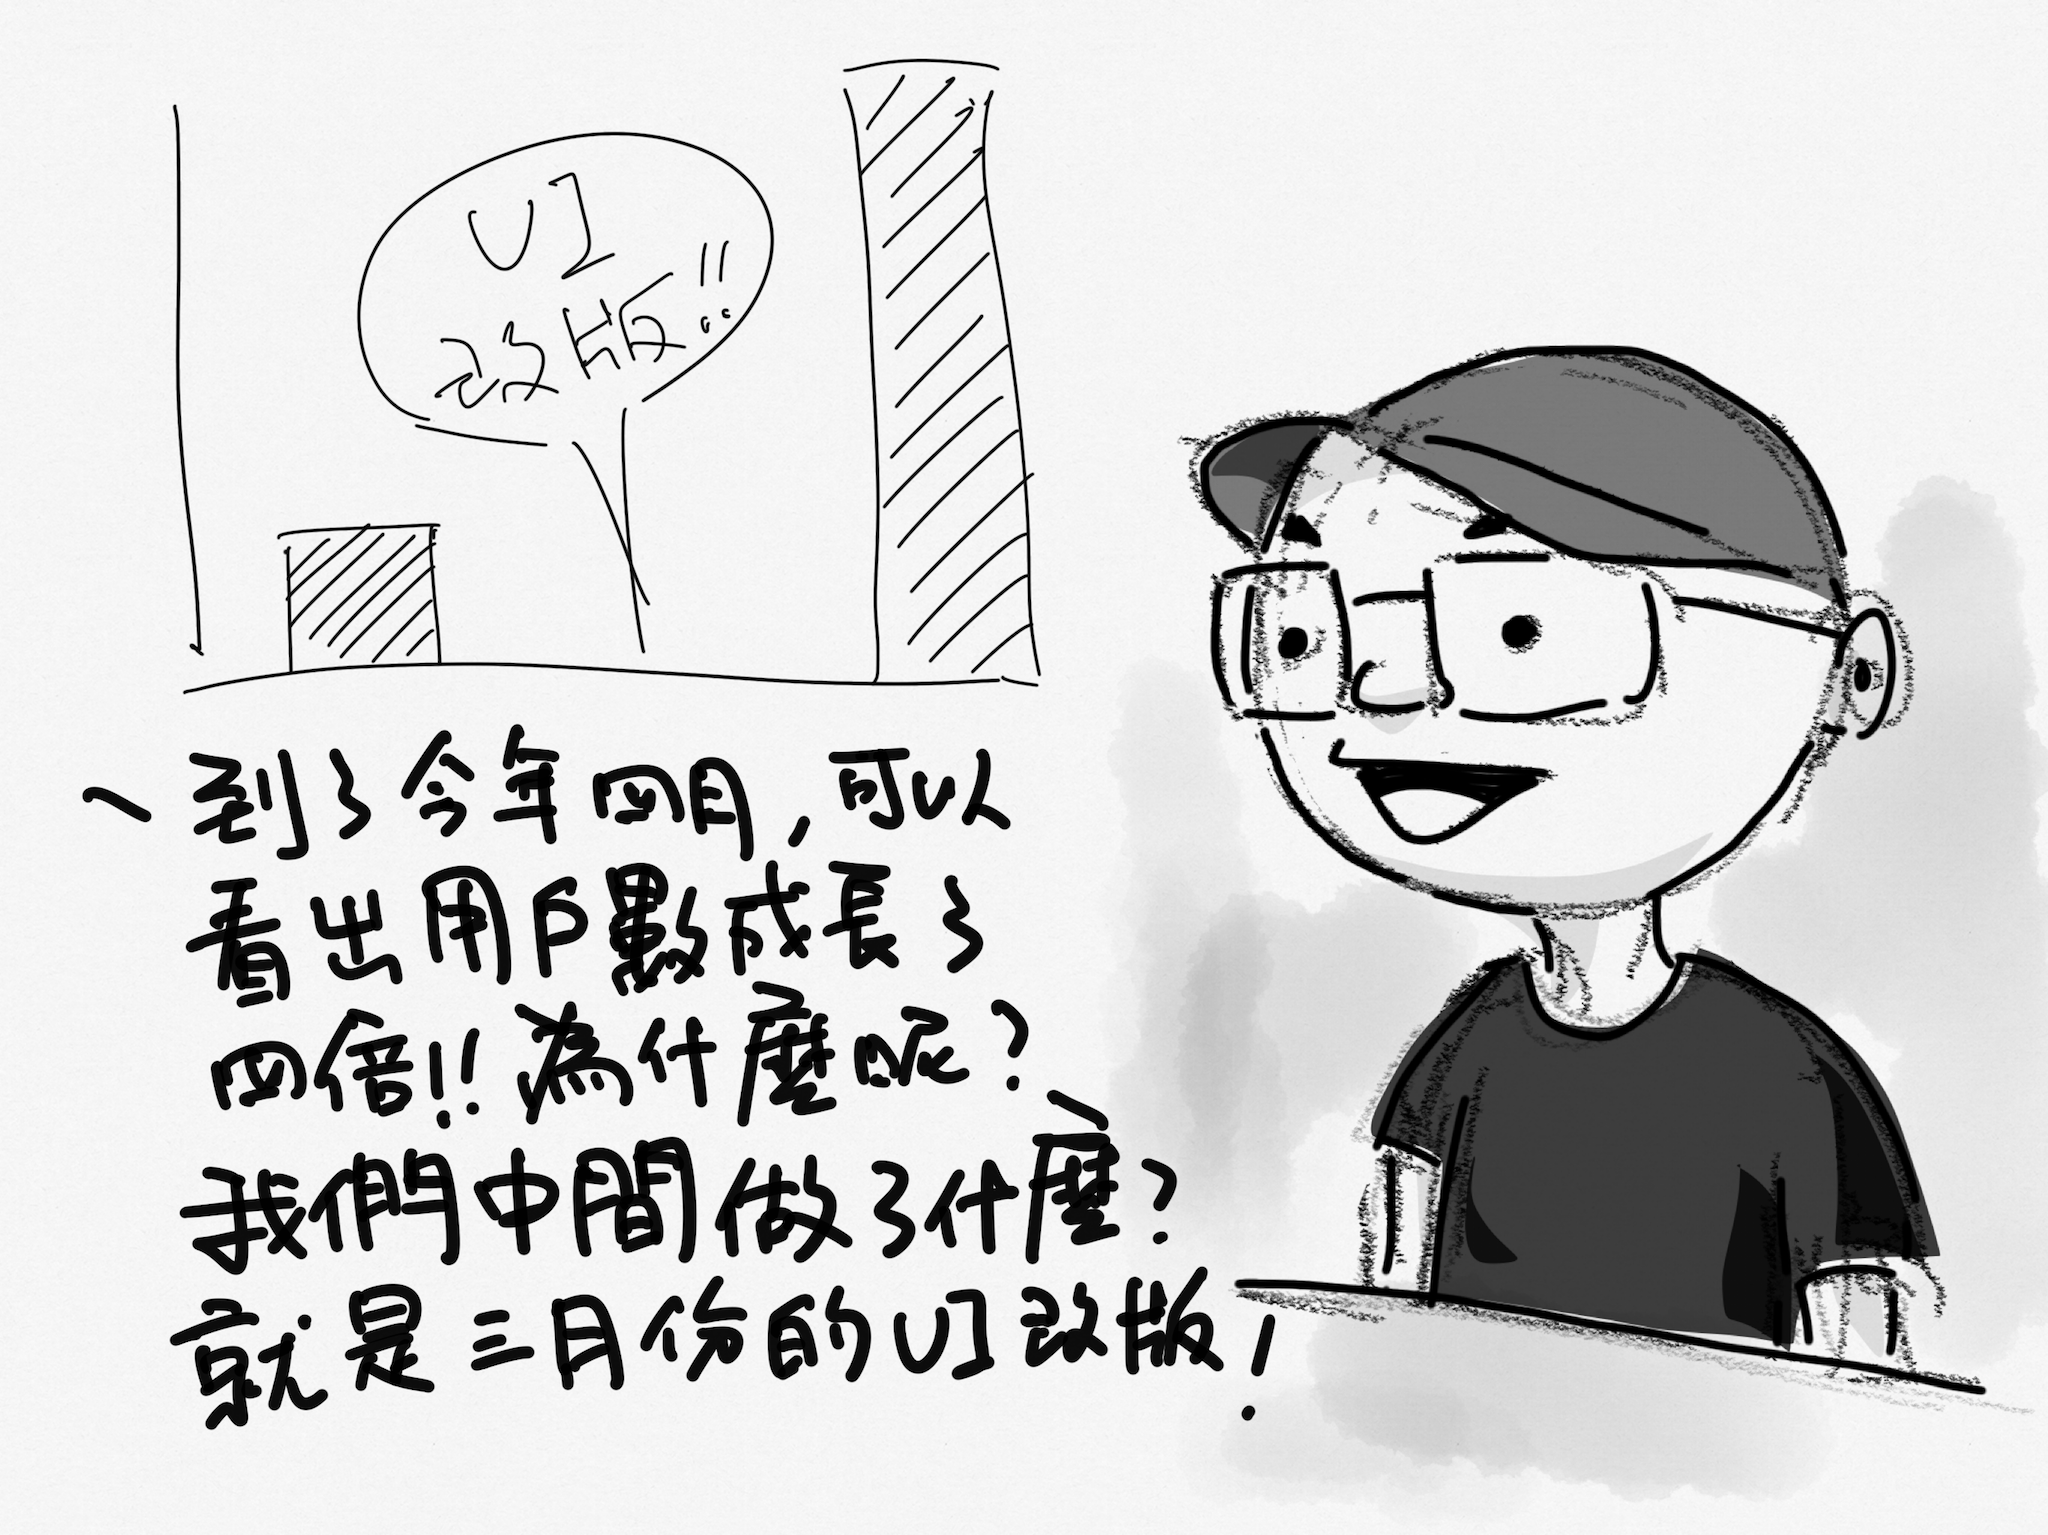 UI
改版!!
到了今年四月,可以
看出用戶數成長了
四倍!!為什麼呢?
我們中間做了什麼?
就是三月份的UI改版!